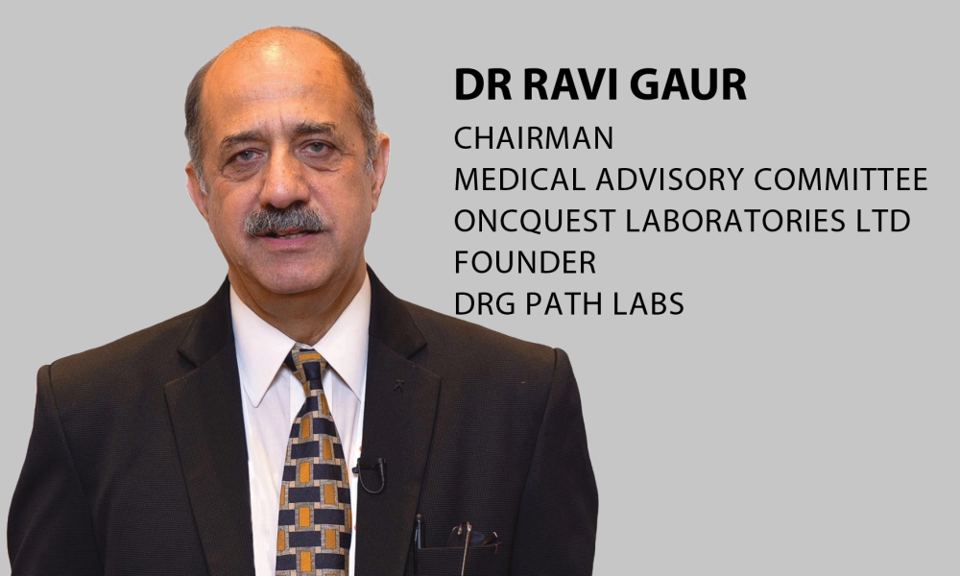 DR RAVI GAUR
CHAIRMAN
MEDICAL ADVISORY COMMITTEE
ONCQUEST LABORATORIES LTD
FOUNDER
DRG PATH LABS